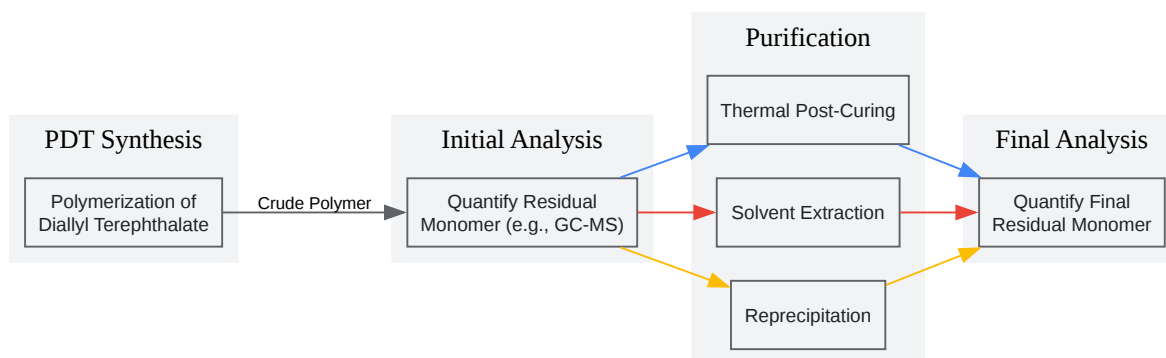 PDT Synthesis
Polymerization of
Diallyl Terephthalate
Crude Polymer
Initial Analysis
Quantify Residual
Monomer (e.g., GC-MS)
Purification
Thermal Post-Curing
Solvent Extraction
Reprecipitation
Final Analysis
Quantify Final
Residual Monomer